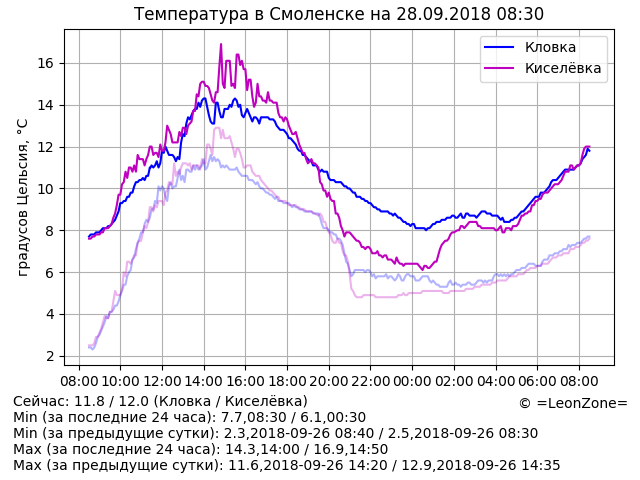 Температура в Смоленске на 28.09.2018 08:30
Кловка
Киселёвка
градусов Цельсия, °C
16
14
12
10
8
6
4
2
08:00 10:00 12:00 14:00 16:00 18:00 20:00 22:00 00:00 02:00 04:00 06:00 08:00
Сейчас: 11.8 / 12.0 (Кловка / Киселёвка)
© =LeonZone=
Min (за последние 24 часа): 7.7,08:30 / 6.1,00:30
Min (за предыдущие сутки): 2.3,2018-09-26 08:40 / 2.5,2018-09-26 08:30
Max (за последние 24 часа): 14.3,14:00 / 16.9,14:50
Max (за предыдущие сутки): 11.6,2018-09-26 14:20 / 12.9,2018-09-26 14:35